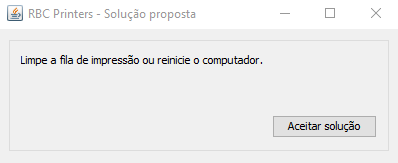 RBC Printers - Solução proposta
Limpe a fila de impressão ou reinicie o computador.
Aceitar solução